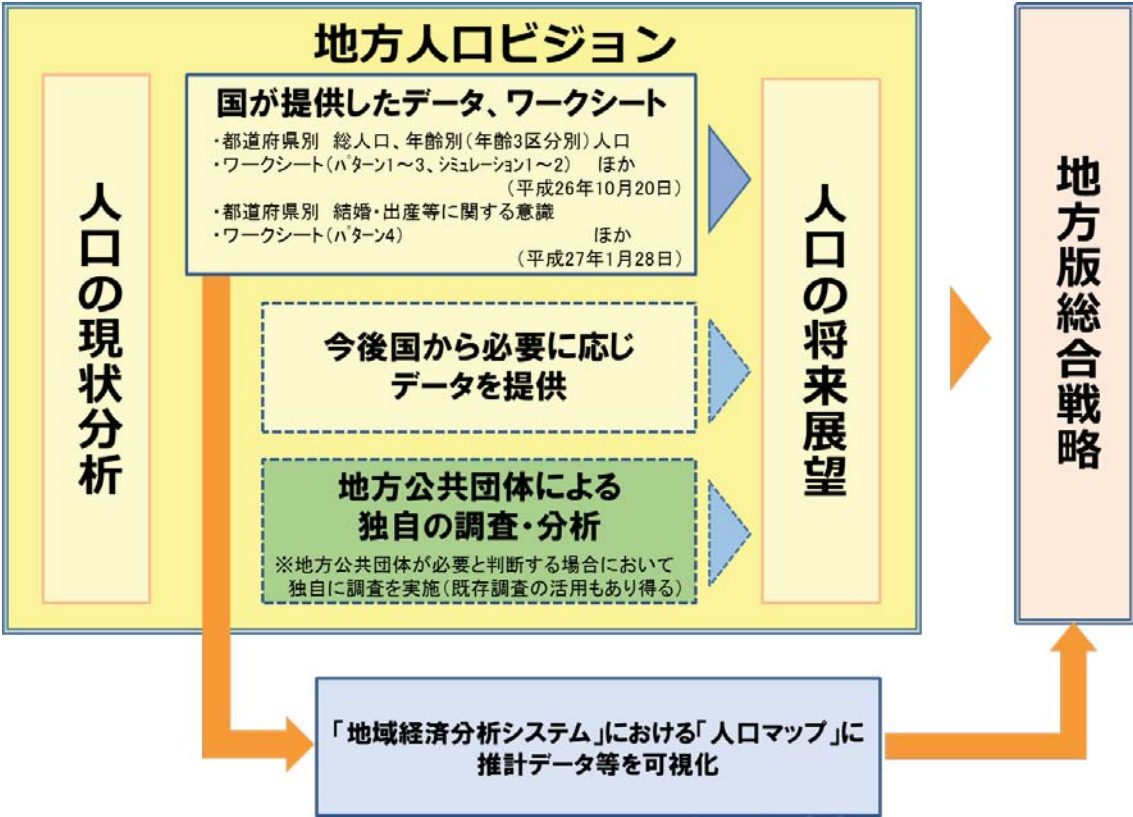 地方人口ビジョン
人口の現状分析
国が提供したデータ、ワークシート
・都道府県別　総人口、年齢別（年齢3区分別）人口
・ワークシート（ﾊﾟﾀｰﾝ1～3、ｼﾐｭﾚｰｼｮﾝ1～2）　ほか
（平成26年10月20日）
・都道府県別　結婚・出産等に関する意識
・ワークシート（ﾊﾟﾀｰﾝ4）　ほか
（平成27年1月28日）
今後国から必要に応じ
データを提供
地方公共団体による
独自の調査・分析
※地方公共団体が必要と判断する場合において
独自に調査を実施（既存調査の活用もあり得る）
人口の将来展望
地方版総合戦略
「地域経済分析システム」における「人口マップ」に
推計データ等を可視化